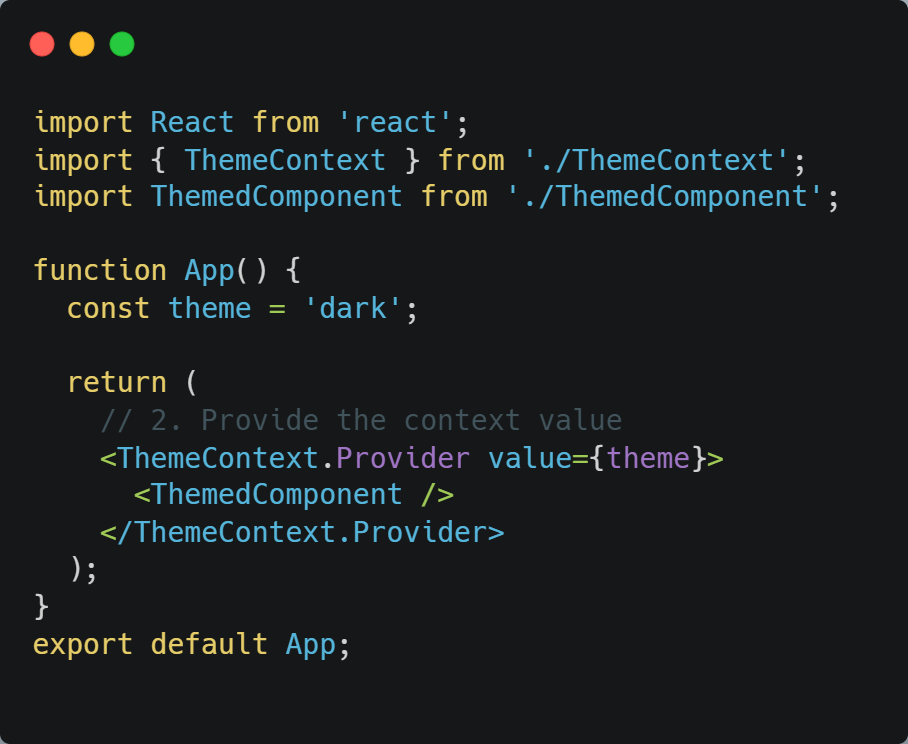 import React from 'react';
import { ThemeContext } from './ThemeContext';
import ThemedComponent from './ThemedComponent';

function App() {
  const theme = 'dark';

  return (
    // 2. Provide the context value
    <ThemeContext.Provider value={theme}>
      <ThemedComponent />
    </ThemeContext.Provider>
  );
}
export default App;